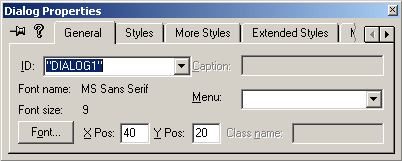 Dialog Properties
General Styles More Styles Extended Styles
ID: "DIALOG1" Caption:
Font name: MS Sans Serif
Menu:
Font size: 9
Font... X Pos: 40 Y Pos: 20 Class name: